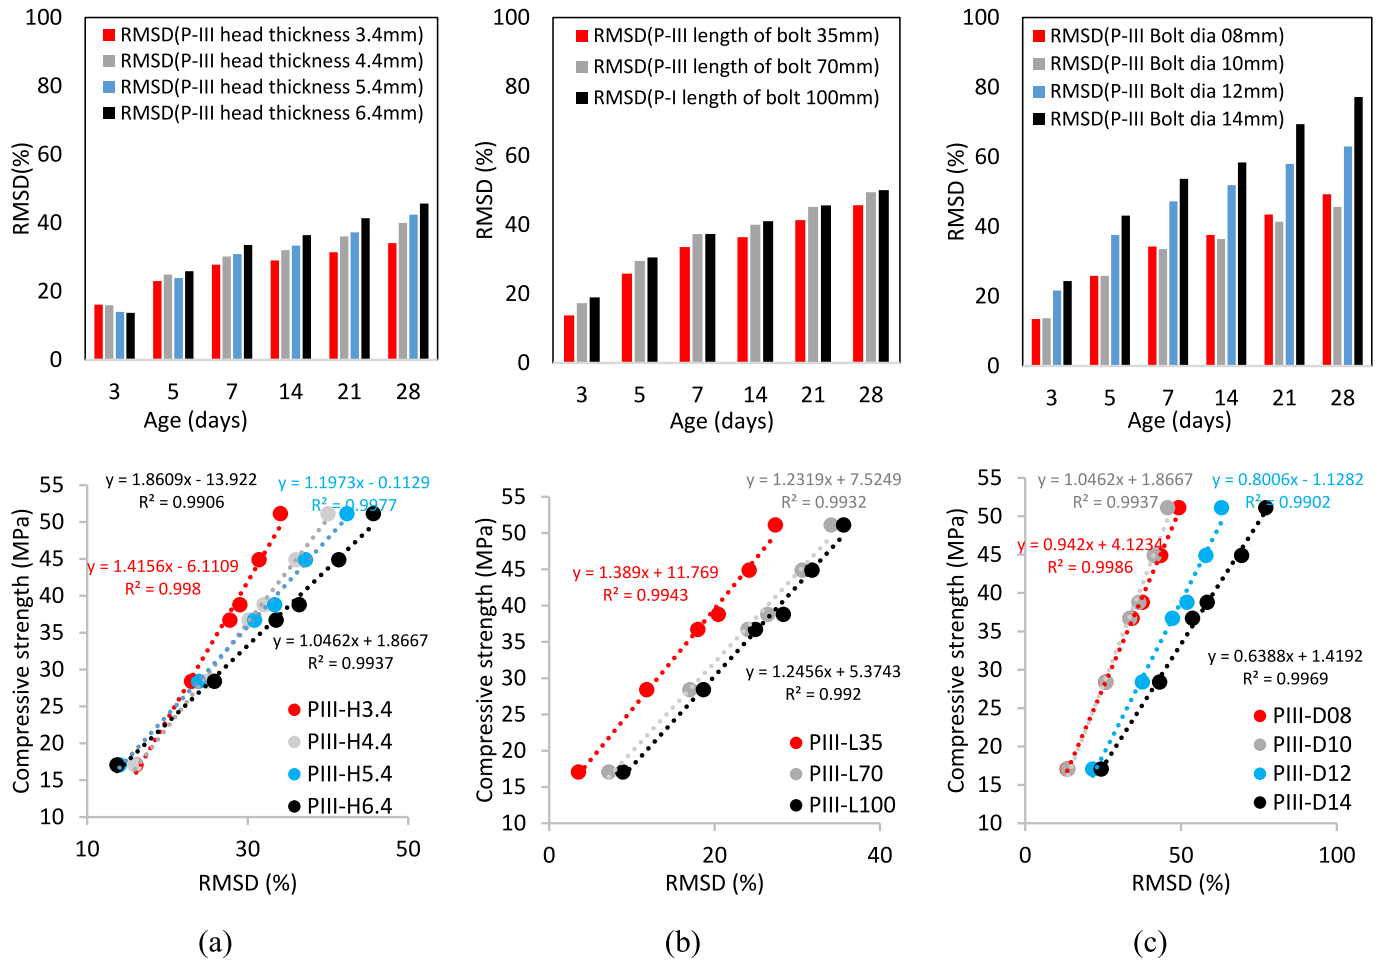 100
80
60
40
20
0
RMSD(%)
RMSD(P-III head thickness 3.4mm)
RMSD(P-III head thickness 4.4mm)
RMSD(P-III head thickness 5.4mm)
RMSD(P-III head thickness 6.4mm)
3 5 7 14 21 28
Age (days)
100
80
60
40
20
0
RMSD (%)
RMSD(P-III length of bolt 35mm)
RMSD(P-III length of bolt 70mm)
RMSD(P-I length of bolt 100mm)
3 5 7 14 21 28
Age (days)
100
80
60
40
20
0
RMSD (%)
RMSD(P-III Bolt dia 08mm)
RMSD(P-III Bolt dia 10mm)
RMSD(P-III Bolt dia 12mm)
RMSD(P-III Bolt dia 14mm)
3 5 7 14 21 28
Age (days)
Compressive strength (MPa)
55
50
45
40
35
30
25
20
15
10
y = 1.8609x - 13.922
R² = 0.9906
y = 1.1973x - 0.1129
R² = 0.9977
y = 1.4156x - 6.1109
R² = 0.998
y = 1.0462x + 1.8667
R² = 0.9937
PIII-H3.4
PIII-H4.4
PIII-H5.4
PIII-H6.4
10 30 50
RMSD (%)
(a)
Compressive strength (MPa)
55
50
45
40
35
30
25
20
15
10
y = 1.2319x + 7.5249
R² = 0.9932
y = 1.389x + 11.769
R² = 0.9943
y = 1.2456x + 5.3743
R² = 0.992
PIII-L35
PIII-L70
PIII-L100
0 20 40
RMSD (%)
(b)
Compressive strength (MPa)
55
50
45
40
35
30
25
20
15
10
y = 1.0462x + 1.8667
R² = 0.9937
y = 0.8006x - 1.1282
R² = 0.9902
y = 0.942x + 4.1234
R² = 0.9986
y = 0.6388x + 1.4192
R² = 0.9969
PIII-D08
PIII-D10
PIII-D12
PIII-D14
0 50 100
RMSD (%)
(c)